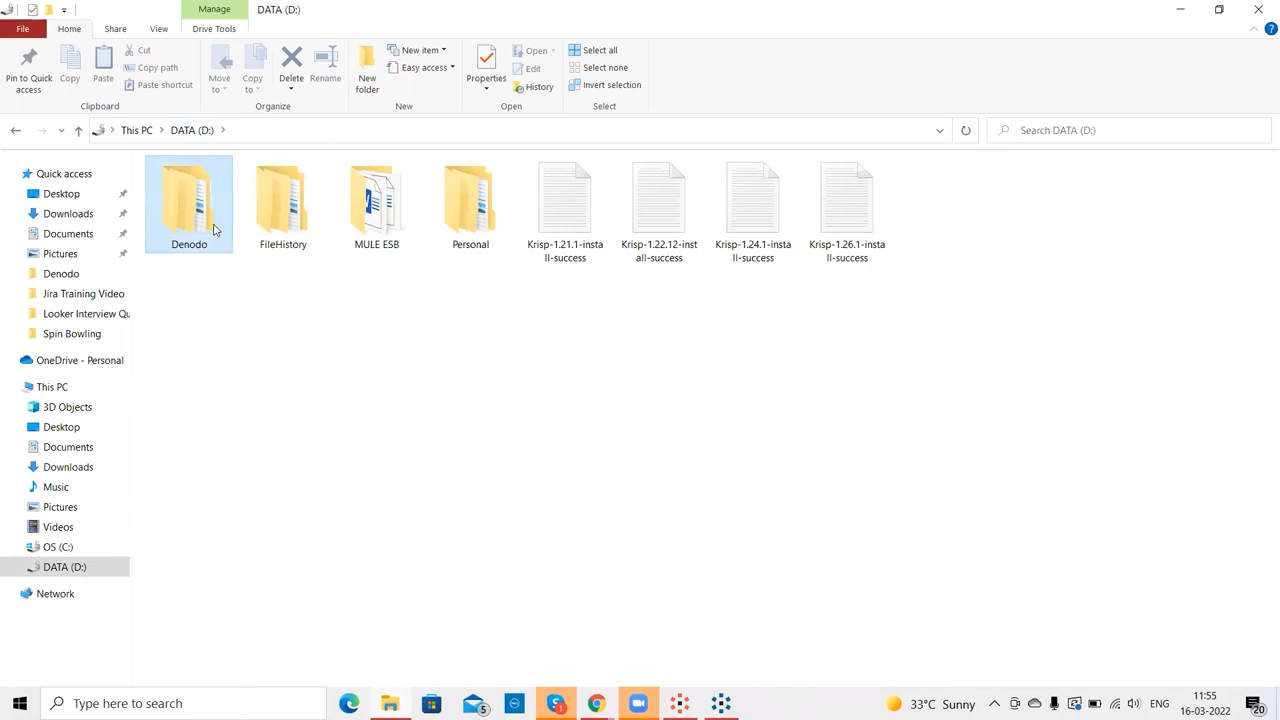 Manage
DATA (D:)
File
Home
Share
View
Drive Tools
Pin to Quick
access
Copy
Paste
Cut
Copy path
Paste shortcut
Clipboard
Move
to
Copy
to
Delete
Rename
Organize
New
folder
New item
Easy access
New
Properties
Open
Edit
History
Open
Select all
Select none
Invert selection
Select
This PC
DATA (D:)
Search DATA (D:)
Quick access
Desktop
Downloads
Documents
Pictures
Denodo
Jira Training Video
Looker Interview Qu
Spin Bowling
OneDrive - Personal
This PC
3D Objects
Desktop
Documents
Downloads
Music
Pictures
Videos
OS (C:)
DATA (D:)
Network
Denodo
FileHistory
MULE ESB
Personal
Krisp-1.21.1-insta
ll-success
Krisp-1.22.12-inst
all-success
Krisp-1.24.1-insta
ll-success
Krisp-1.26.1-insta
ll-success
Type here to search
5
1
33°C Sunny
ENG
11:55
16-03-2022
20